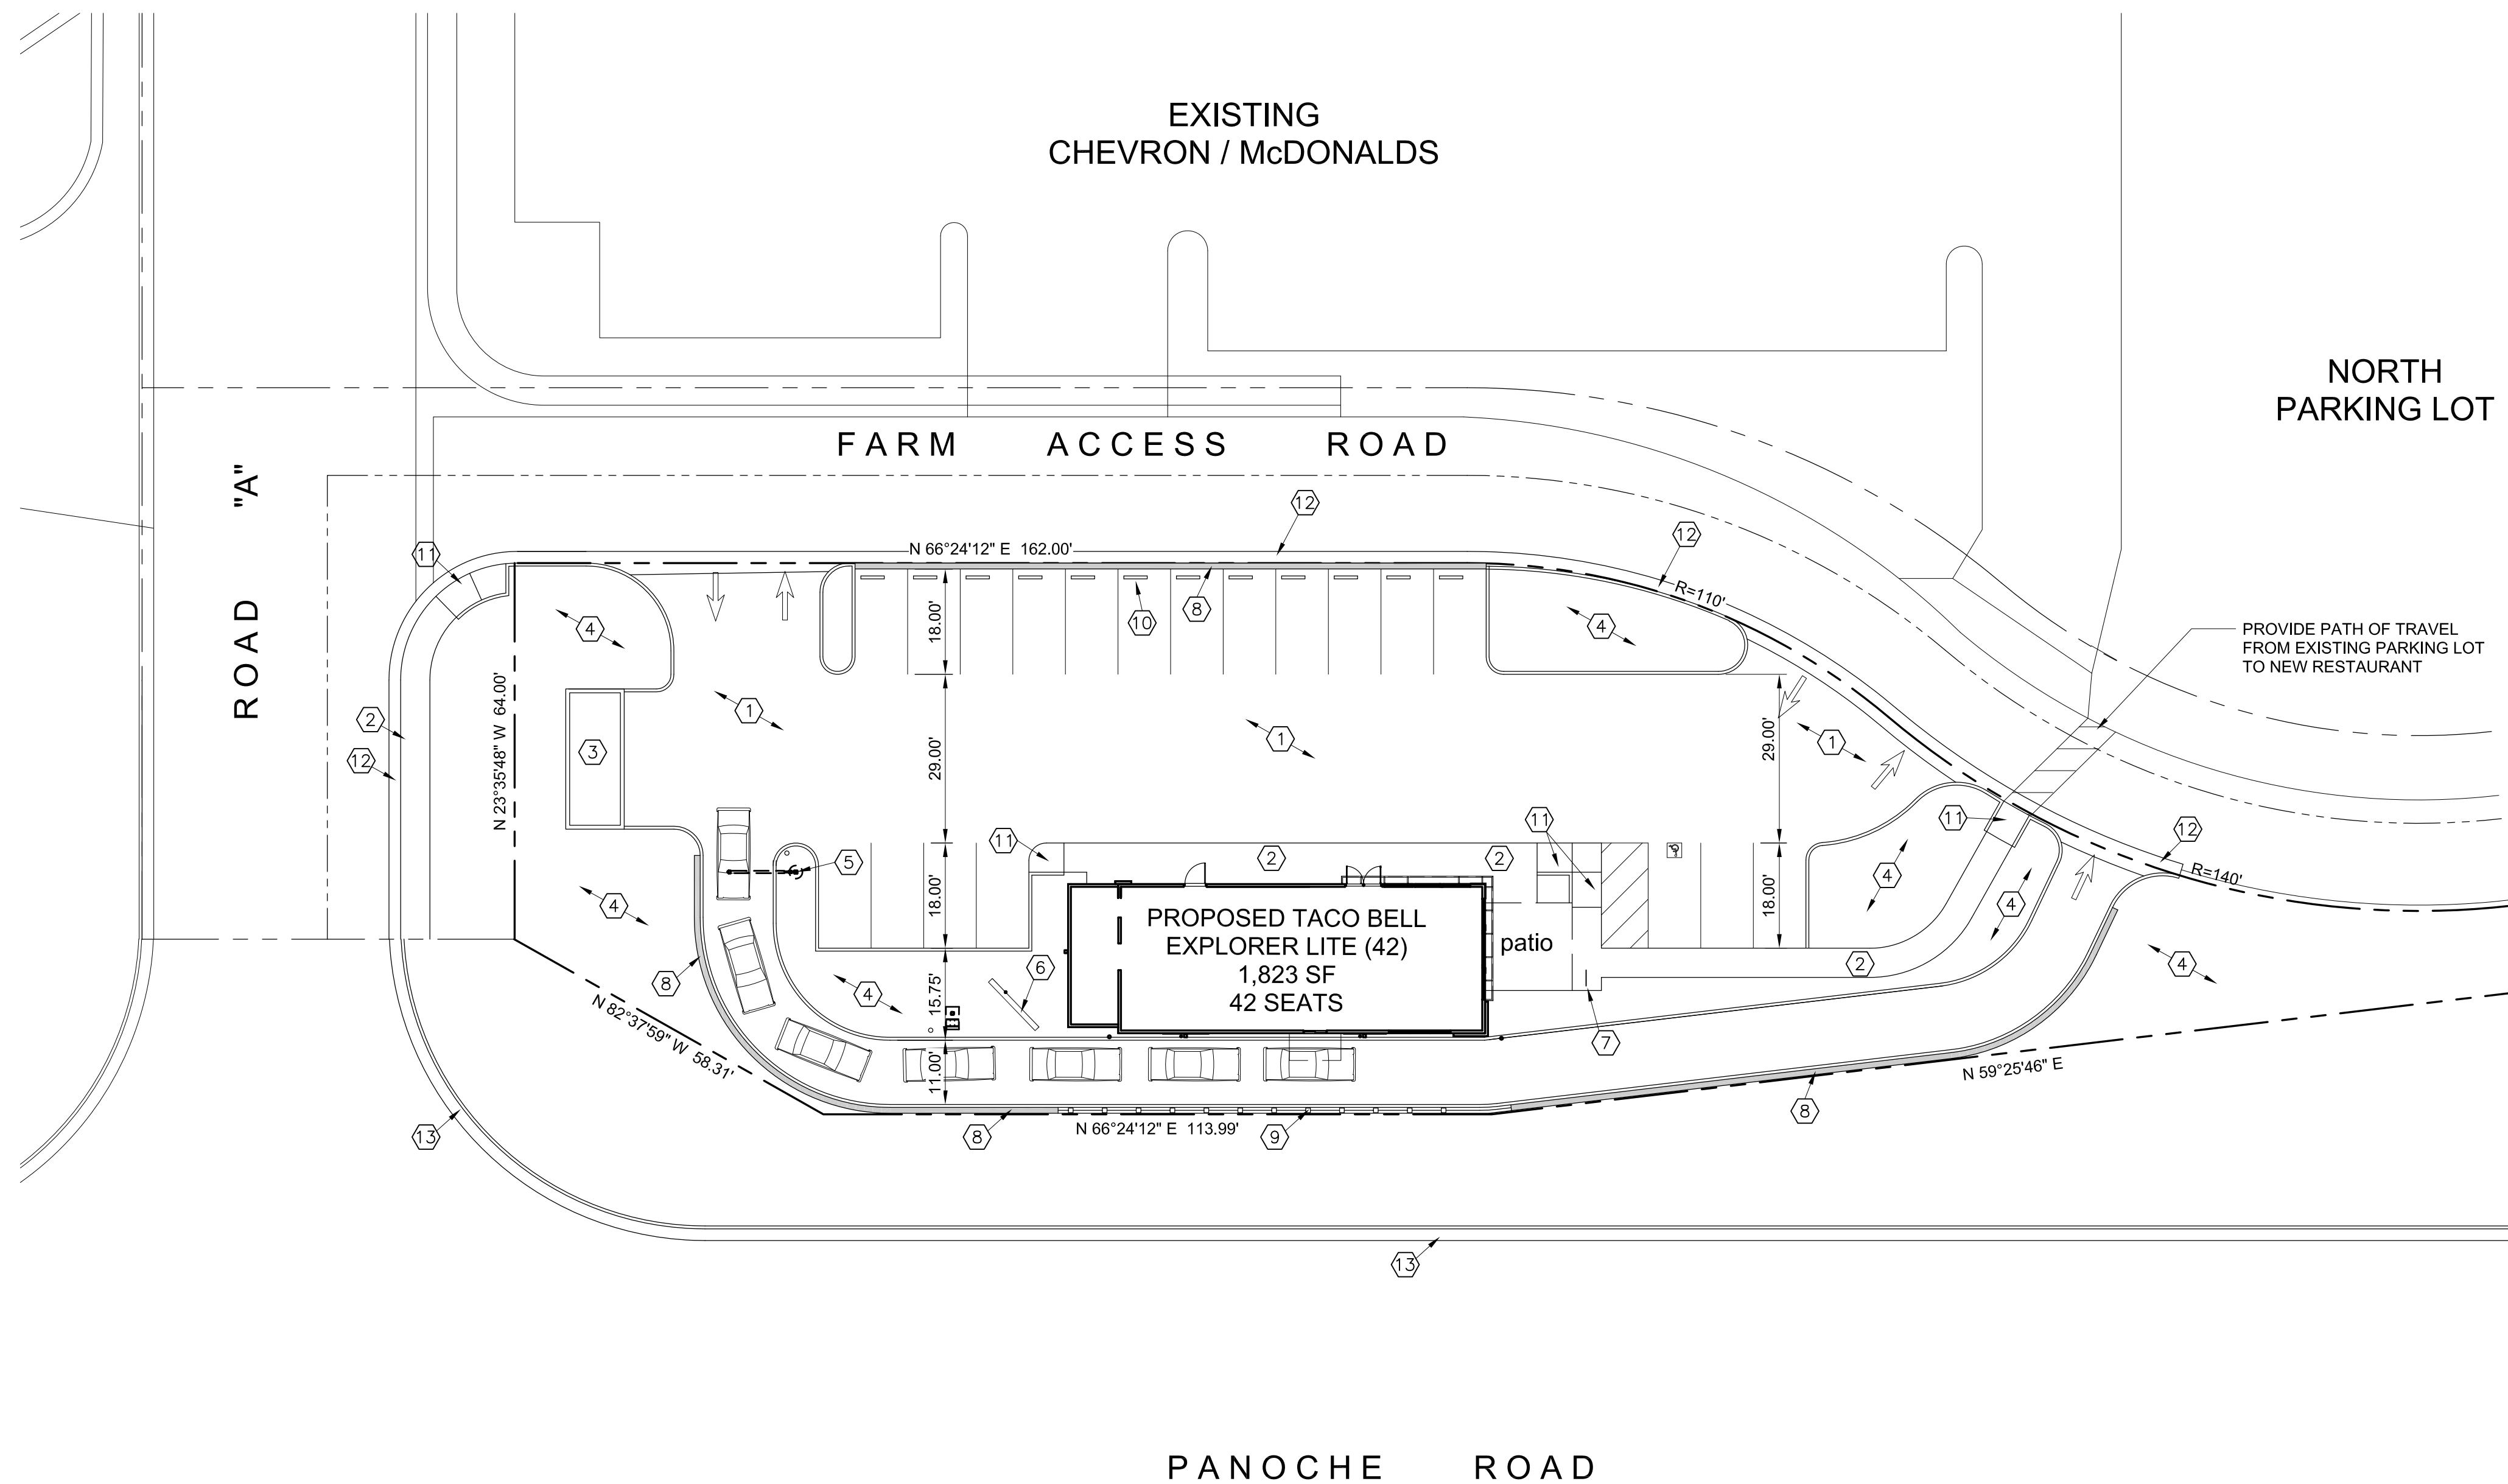 EXISTING
CHEVRON / McDONALDS
NORTH
PARKING LOT
FARM ACCESS ROAD
ROAD "A"
12
N 66°24'12" E 162.00'
12
11
R=110'
10
8
18.00'
4
4
PROVIDE PATH OF TRAVEL
FROM EXISTING PARKING LOT
TO NEW RESTAURANT
N 23°35'48" W 64.00'
2
12
3
1
1
1
29.00'
29.00'
11
11
11
12
5
2
2
4
R=140'
18.00'
18.00'
4
4
PROPOSED TACO BELL
EXPLORER LITE (42)
1,823 SF
42 SEATS
patio
6
2
4
8
4
15.75'
7
N 82°37'59" W 58.31'
11.00'
N 59°25'46" E
8
13
8
N 66°24'12" E 113.99'
9
13
PANOCHE ROAD